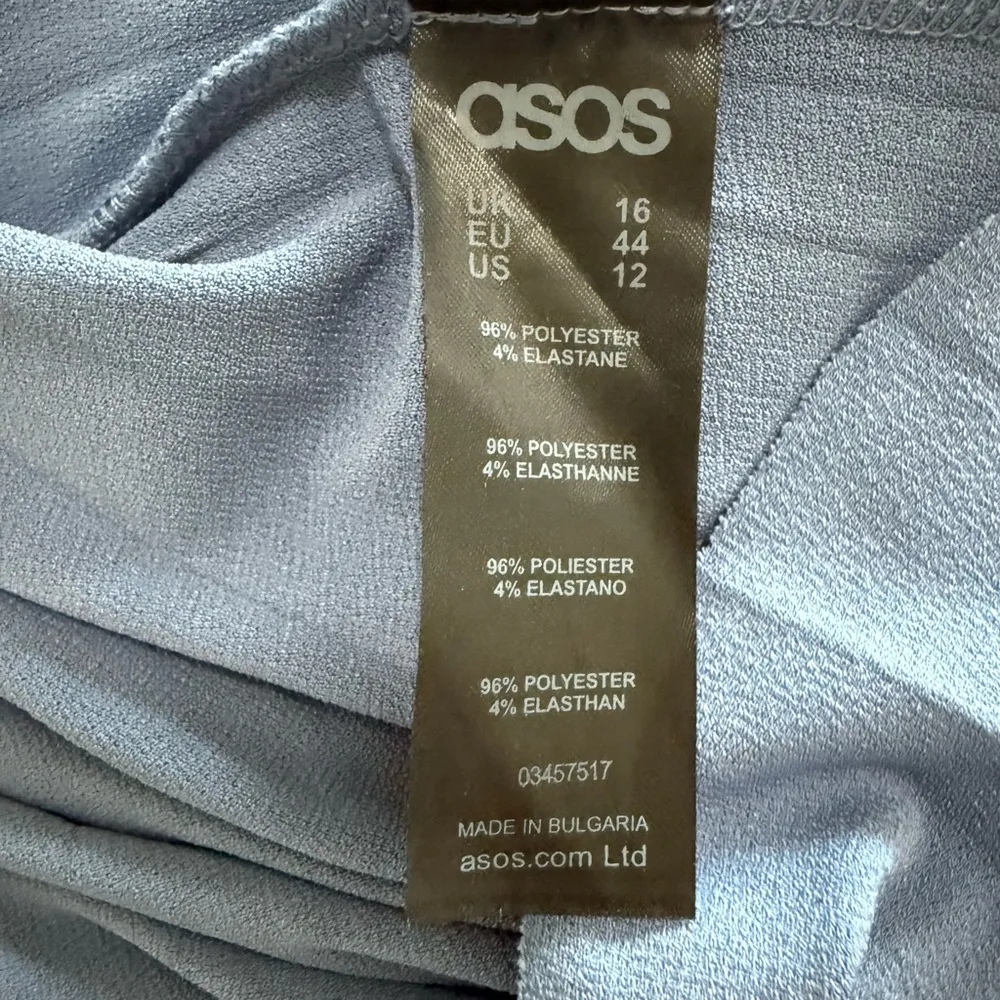 asos
UK 16
EU 44
US 12
96% POLYESTER
4% ELASTANE
96% POLYESTER
4% ELASTHANNE
96% POLIESTER
4% ELASTANO
96% POLYESTER
4% ELASTHAN
03457517
MADE IN BULGARIA
asos.com Ltd